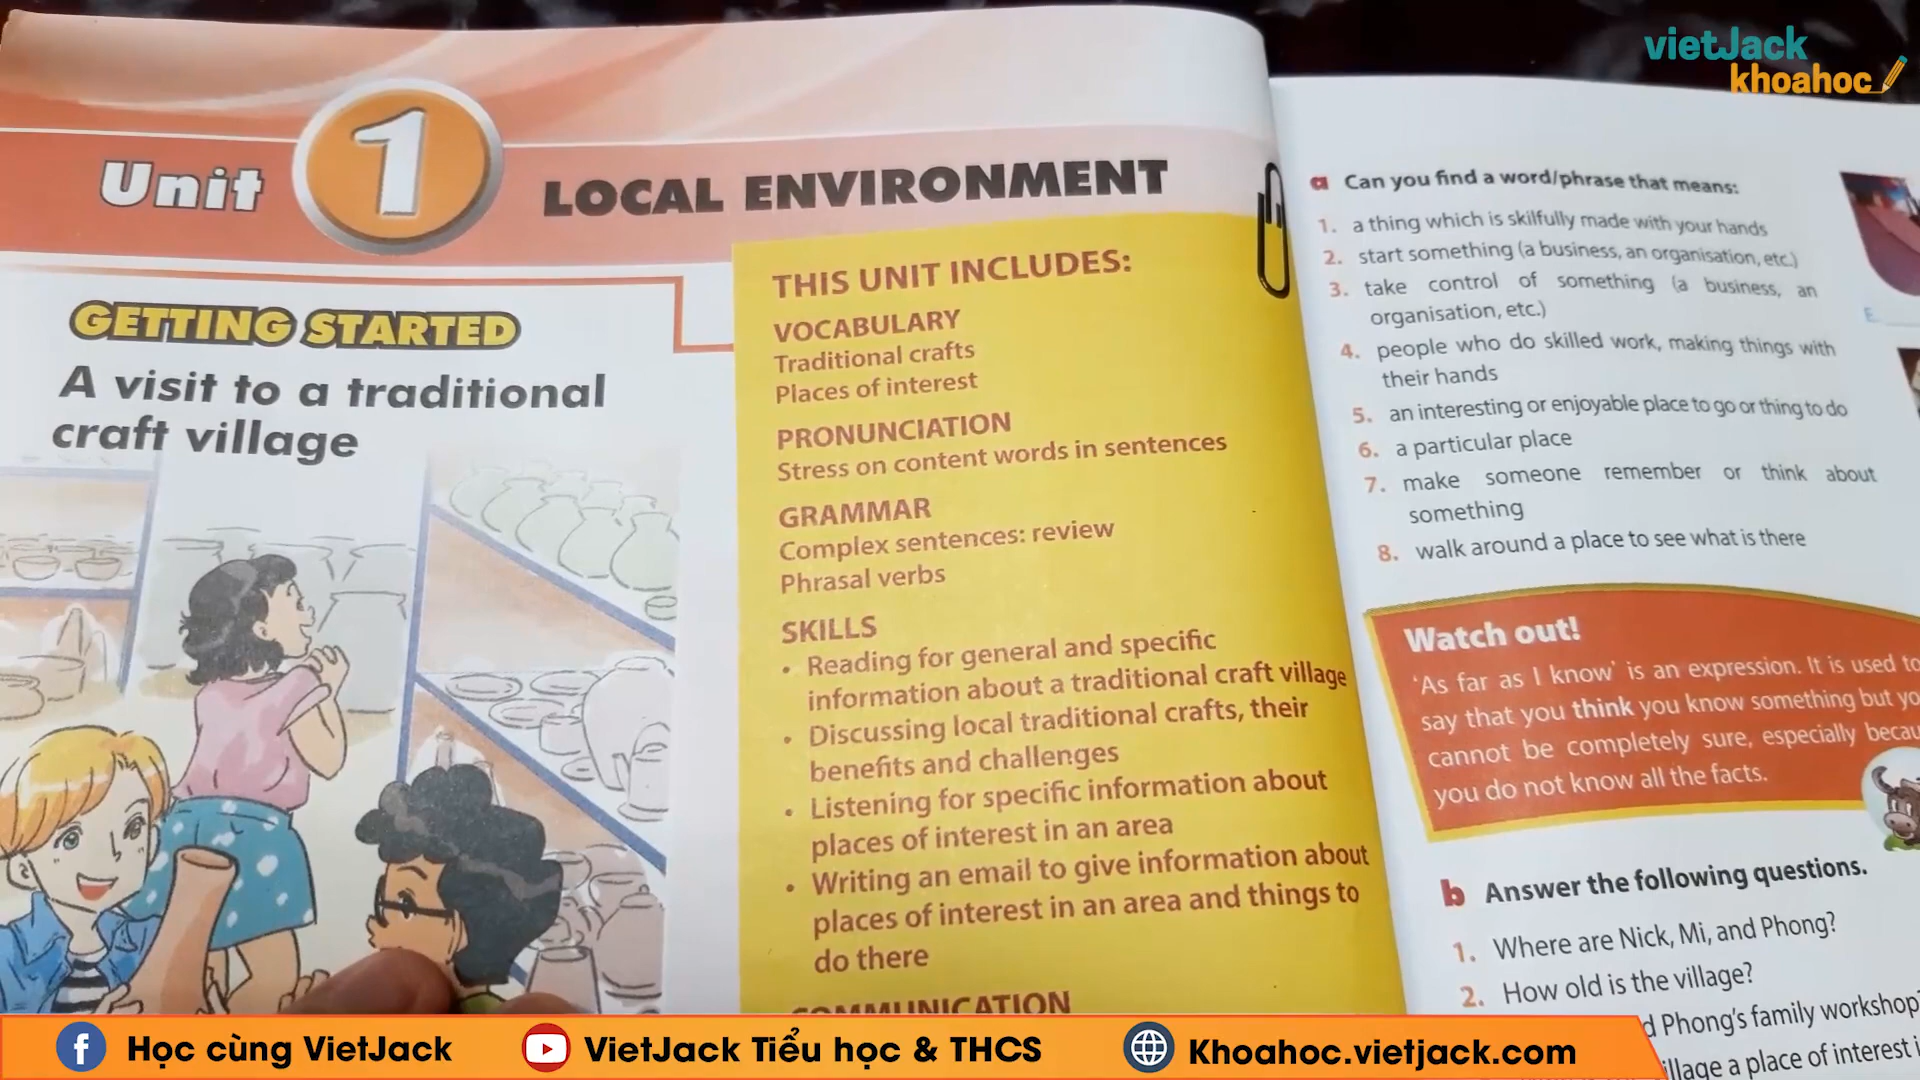 vietJack
khoahoc
Unit 1 LOCAL ENVIRONMENT
GETTING STARTED
A visit to a traditional
craft village
THIS UNIT INCLUDES:
VOCABULARY
Traditional crafts
Places of interest
PRONUNCIATION
Stress on content words in sentences
GRAMMAR
Complex sentences: review
Phrasal verbs
SKILLS
• Reading for general and specific
information about a traditional craft village
• Discussing local traditional crafts, their
benefits and challenges
• Listening for specific information about
places of interest in an area
• Writing an email to give information about
places of interest in an area and things to
do there
COMMUNICATION
a Can you find a word/phrase that means:
1. a thing which is skilfully made with your hands
2. start something (a business, an organisation, etc.)
3. take control of something (a business, an
organisation, etc.)
4. people who do skilled work, making things with
their hands
5. an interesting or enjoyable place to go or thing to do
6. a particular place
7. make someone remember or think about
something
8. walk around a place to see what is there
E.
Watch out!
'As far as I know' is an expression. It is used to
say that you think you know something but yo
cannot be completely sure, especially becau
you do not know all the facts.
b Answer the following questions.
1. Where are Nick, Mi, and Phong?
2. How old is the village?
d Phong's family workshop
illage a place of interest i
Học cùng VietJack
VietJack Tiểu học & THCS
Khoahoc.vietjack.com